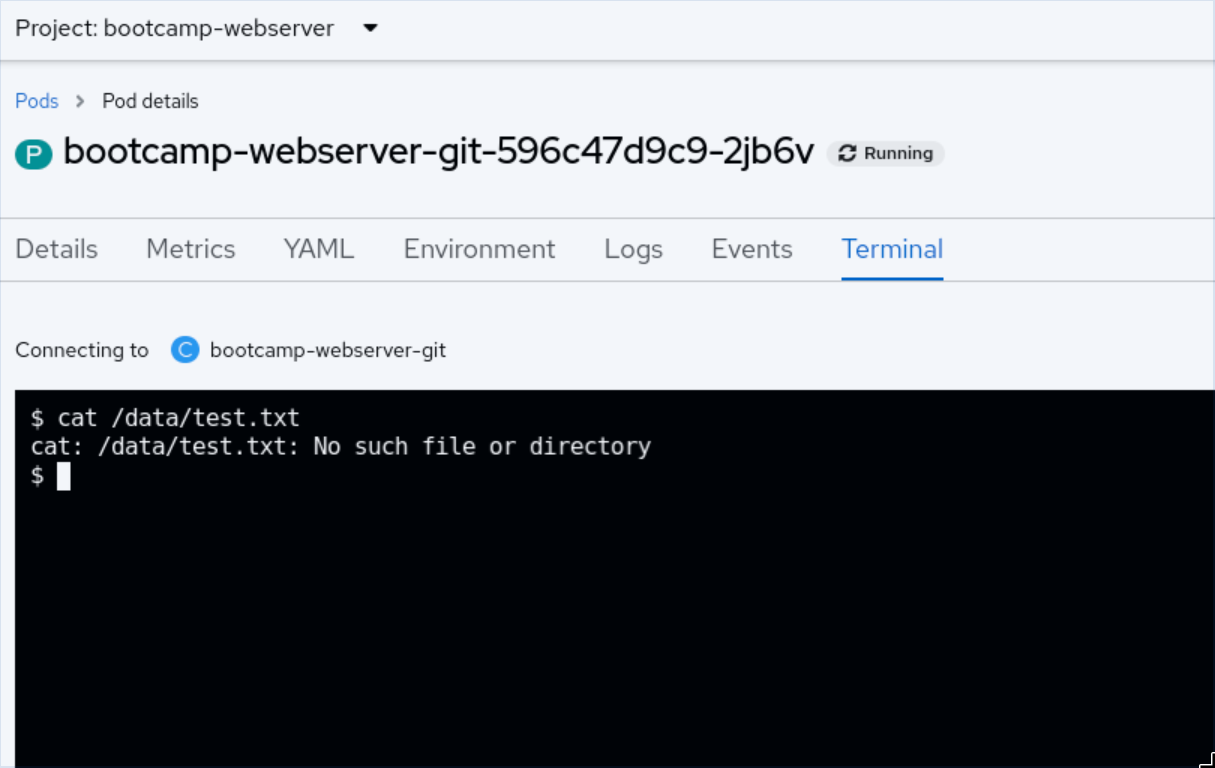 Project: bootcamp-webserver
Pods > Pod details
P bootcamp-webserver-git-596c47d9c9-2jb6v Running
Details Metrics YAML Environment Logs Events Terminal
Connecting to C bootcamp-webserver-git
$ cat /data/test.txt
cat: /data/test.txt: No such file or directory
$